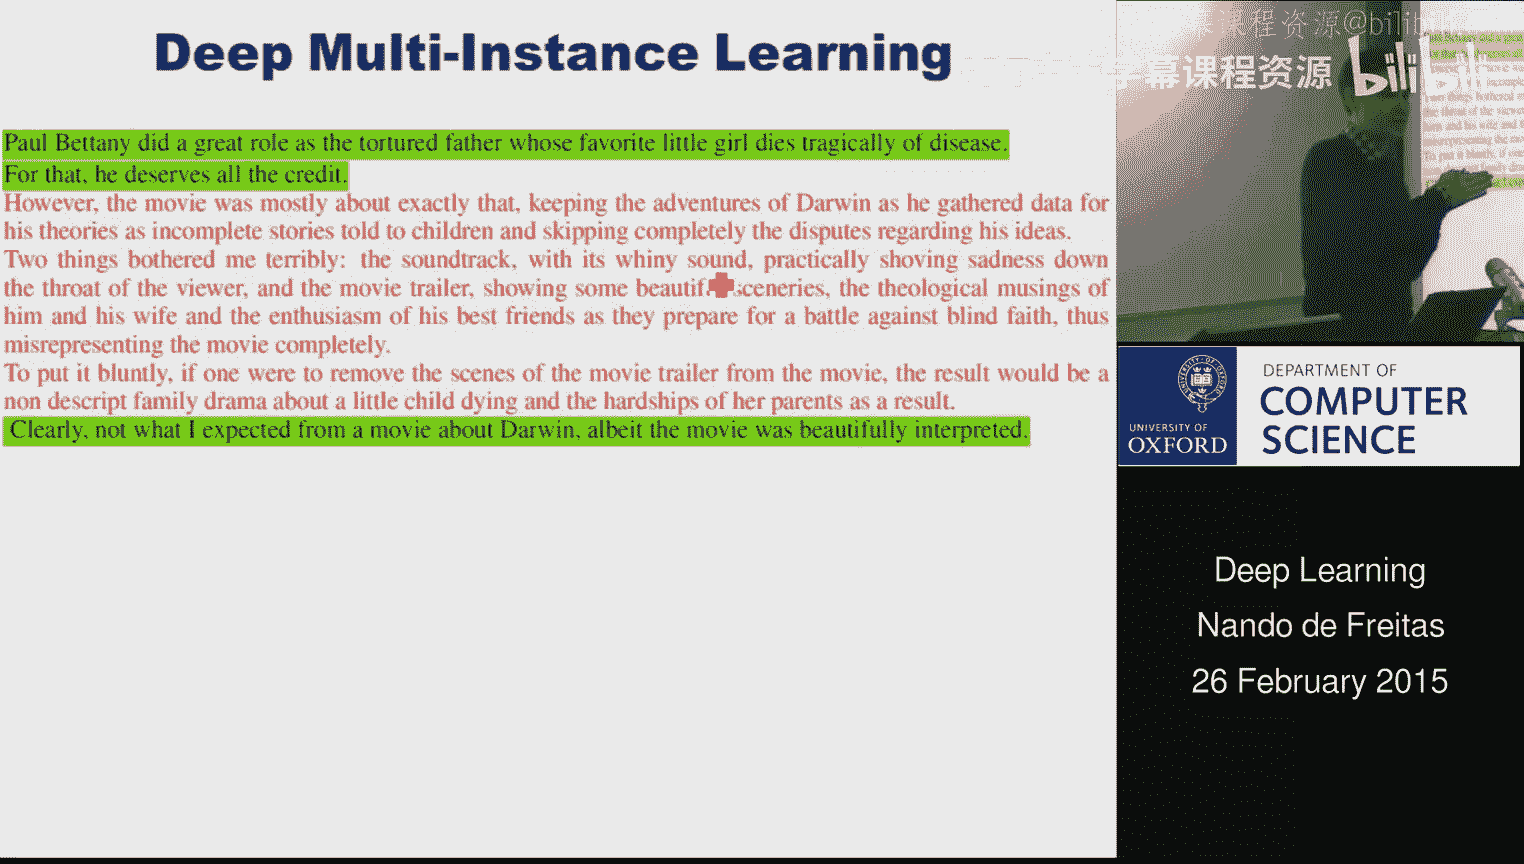 Deep Multi-Instance Learning
Paul Bettany did a great role as the tortured father whose favorite little girl dies tragically of disease.
For that, he deserves all the credit.
However, the movie was mostly about exactly that, keeping the adventures of Darwin as he gathered data for
his theories as incomplete stories told to children and skipping completely the disputes regarding his ideas.
Two things bothered me terribly: the soundtrack, with its whiny sound, practically shoving sadness down
the throat of the viewer, and the movie trailer, showing some beautif sceneries, the theological musings of
him and his wife and the enthusiasm of his best friends as they prepare for a battle against blind faith, thus
misrepresenting the movie completely.
To put it bluntly, if one were to remove the scenes of the movie trailer from the movie, the result would be a
non descript family drama about a little child dying and the hardships of her parents as a result.
Clearly, not what I expected from a movie about Darwin, albeit the movie was beautifully interpreted.
课程资源@bilibili
字幕课程资源 bilibili
UNIVERSITY OF
OXFORD
DEPARTMENT OF
COMPUTER
SCIENCE
Deep Learning
Nando de Freitas
26 February 2015